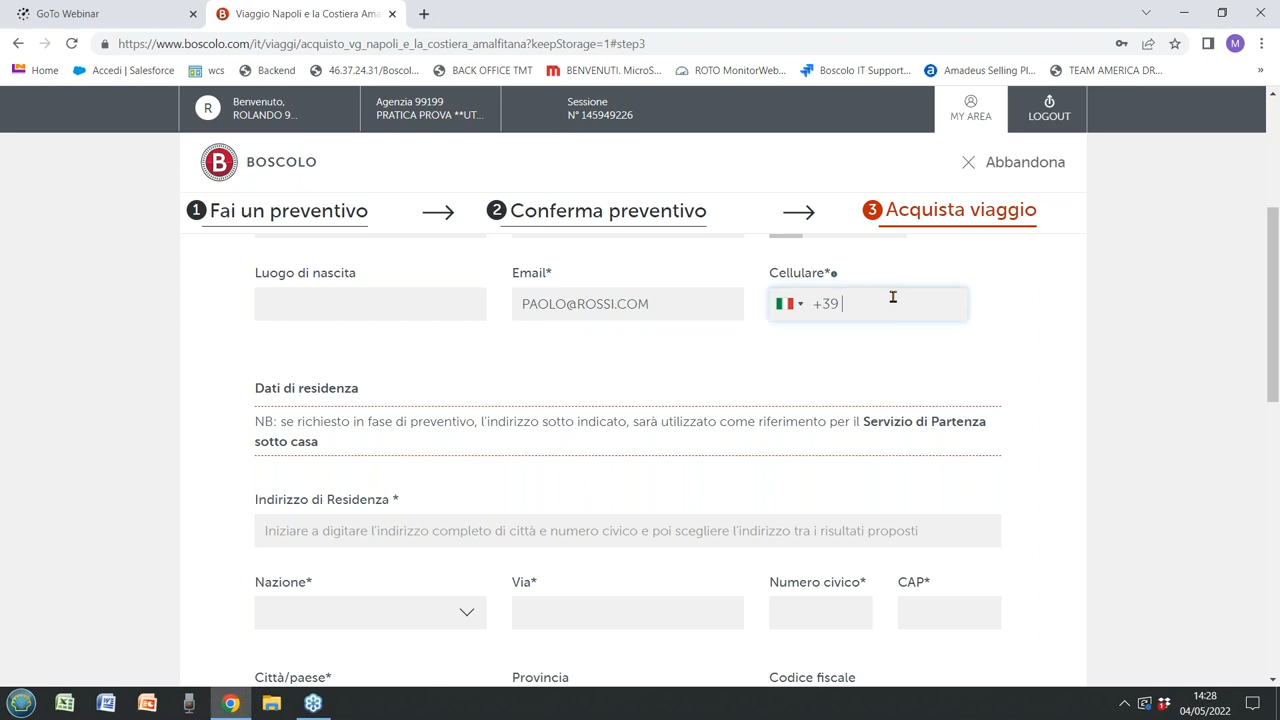 GoTo Webinar
Viaggio Napoli e la Costiera Ama
https://www.boscolo.com/it/viaggi/acquisto_vg_napoli_e_la_costiera_amalfitana?keepStorage=1#step3
M
Home
Accedi | Salesforce
wcs
Backend
46.37.24.31/Boscol...
BACK OFFICE TMT
BENVENUTI. MicroS...
ROTO MonitorWeb...
Boscolo IT Support...
Amadeus Selling Pl...
TEAM AMERICA DR...
»
R
Benvenuto,
ROLANDO 9...
Agenzia 99199
PRATICA PROVA **UT...
Sessione
N° 145949226
MY AREA
LOGOUT
B BOSCOLO
Abbandona
1 Fai un preventivo
2 Conferma preventivo
3 Acquista viaggio
Luogo di nascita
Email*
Cellulare*
PAOLO@ROSSI.COM
+39
Dati di residenza
NB: se richiesto in fase di preventivo, l'indirizzo sotto indicato, sarà utilizzato come riferimento per il Servizio di Partenza
sotto casa
Indirizzo di Residenza *
Iniziare a digitare l'indirizzo completo di città e numero civico e poi scegliere l'indirizzo tra i risultati proposti
Nazione*
Via*
Numero civico*
CAP*
Città/paese*
Provincia
Codice fiscale
14:28
04/05/2022